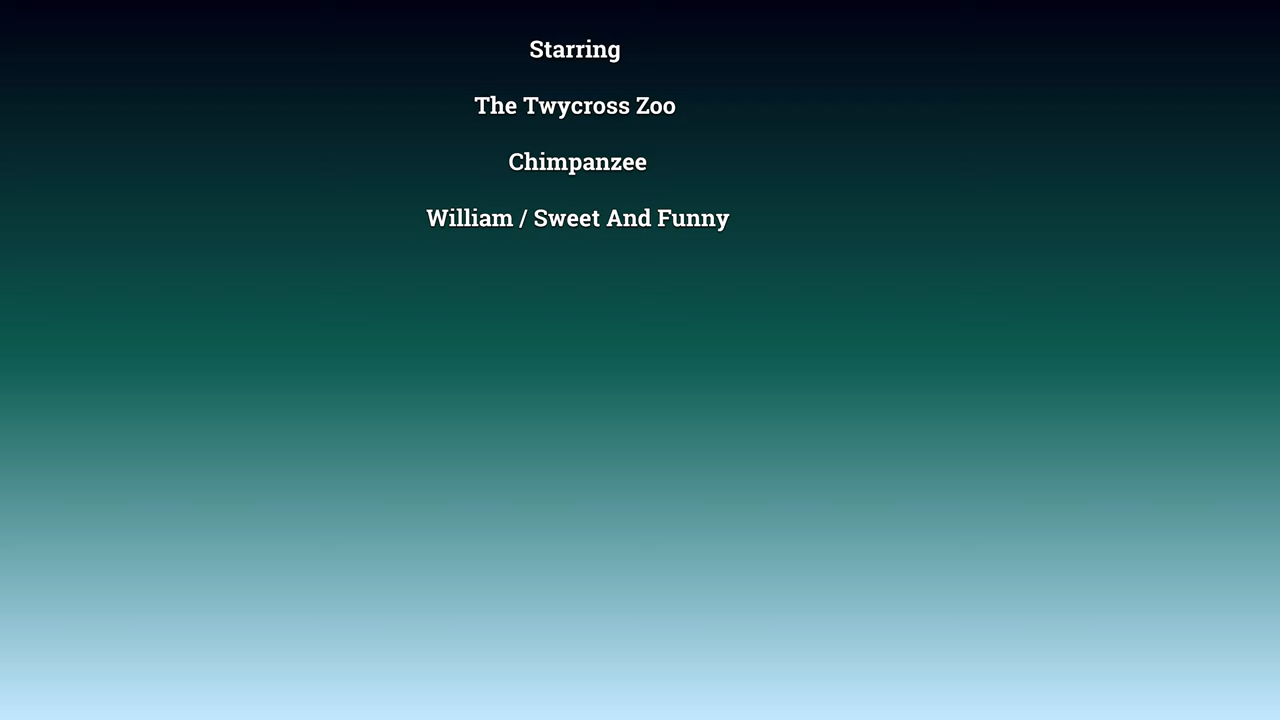 Starring
The Twycross Zoo
Chimpanzee
William / Sweet And Funny